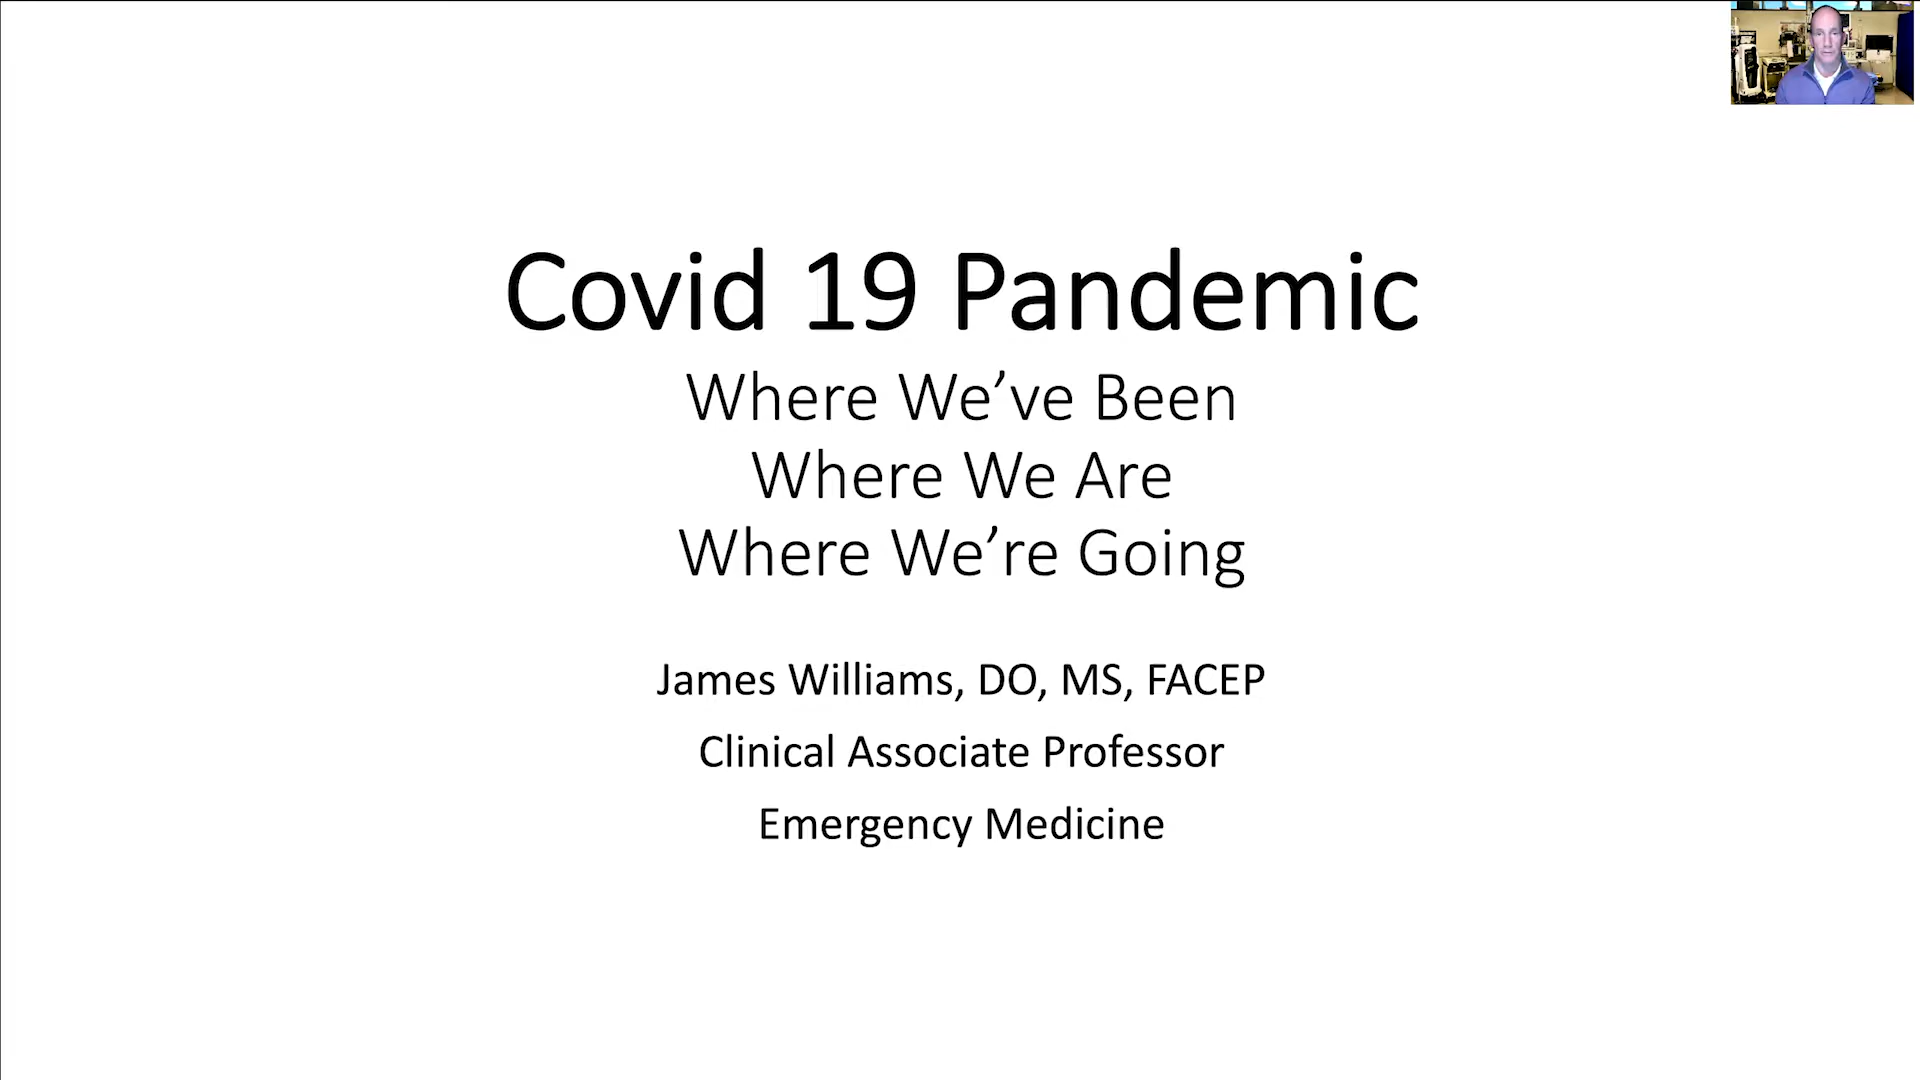 Covid 19 Pandemic
Where We’ve Been
Where We Are
Where We’re Going
James Williams, DO, MS, FACEP
Clinical Associate Professor
Emergency Medicine